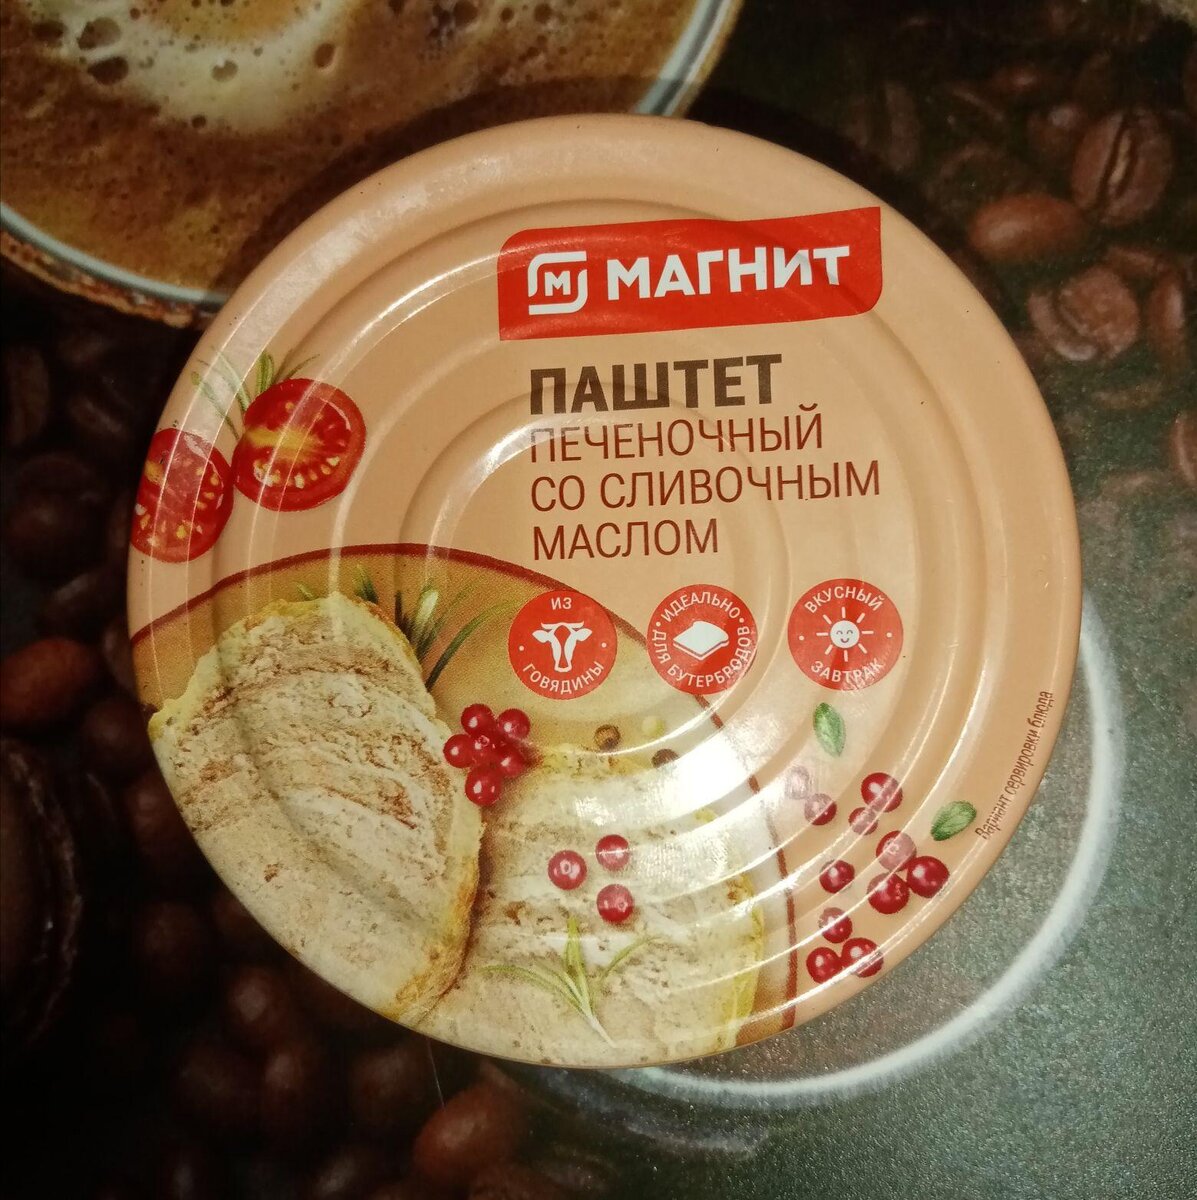 М МАГНИТ
ПАШТЕТ
ПЕЧЕНОЧНЫЙ
СО СЛИВОЧНЫМ
МАСЛОМ
ИЗ
ГОВЯДИНЫ
ИДЕАЛЬНО
ДЛЯ БУТЕРБРОДОВ
ВКУСНЫЙ
ЗАВТРАК
Вариант сервировки блюда